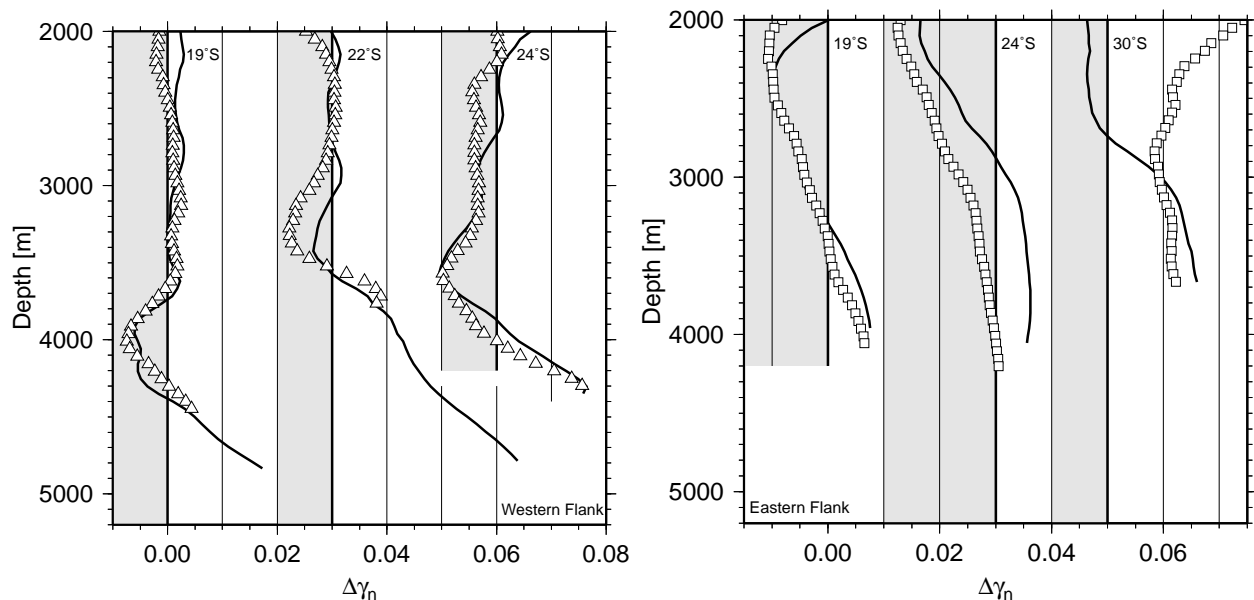 2000
3000
4000
5000
Depth [m]
19°S
22°S
24°S
Western Flank
0.00
0.02
0.04
0.06
0.08
Δγn
2000
3000
4000
5000
Depth [m]
19°S
24°S
30°S
Eastern Flank
0.00
0.02
0.04
0.06
Δγn